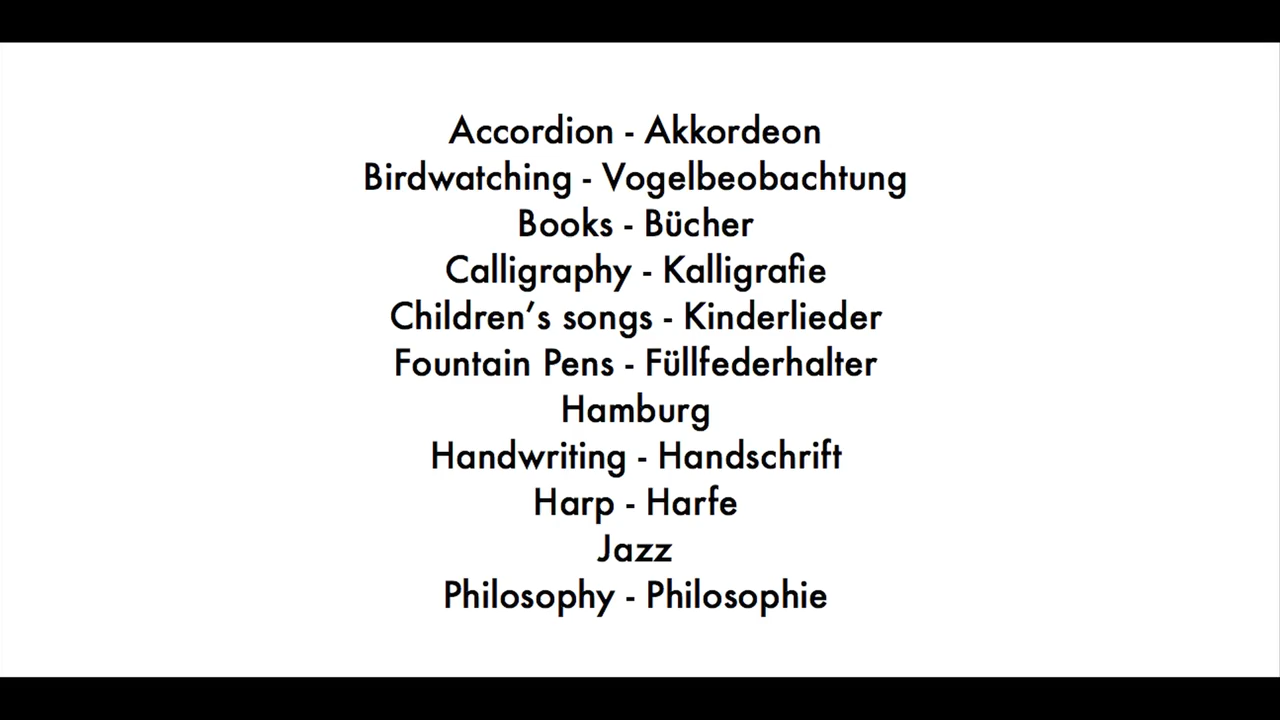 Accordion - Akkordeon
Birdwatching - Vogelbeobachtung
Books - Bücher
Calligraphy - Kalligrafie
Children’s songs - Kinderlieder
Fountain Pens - Füllfederhalter
Hamburg
Handwriting - Handschrift
Harp - Harfe
Jazz
Philosophy - Philosophie